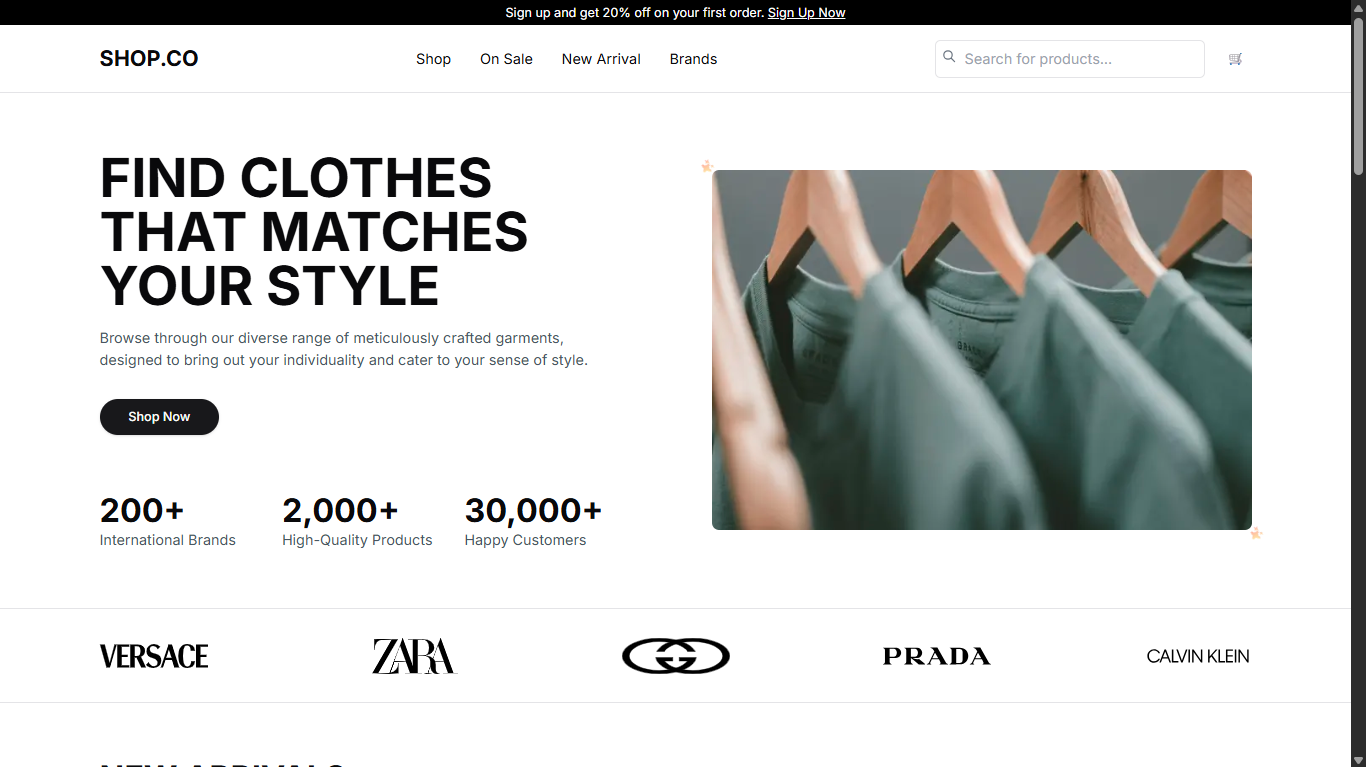 Sign up and get 20% off on your first order. Sign Up Now
SHOP.CO
Shop
On Sale
New Arrival
Brands
Search for products...
FIND CLOTHES
THAT MATCHES
YOUR STYLE
Browse through our diverse range of meticulously crafted garments,
designed to bring out your individuality and cater to your sense of style.
Shop Now
200+
International Brands
2,000+
High-Quality Products
30,000+
Happy Customers
VERSACE
ZARA
PRADA
CALVIN KLEIN
NEW ARRIVALS